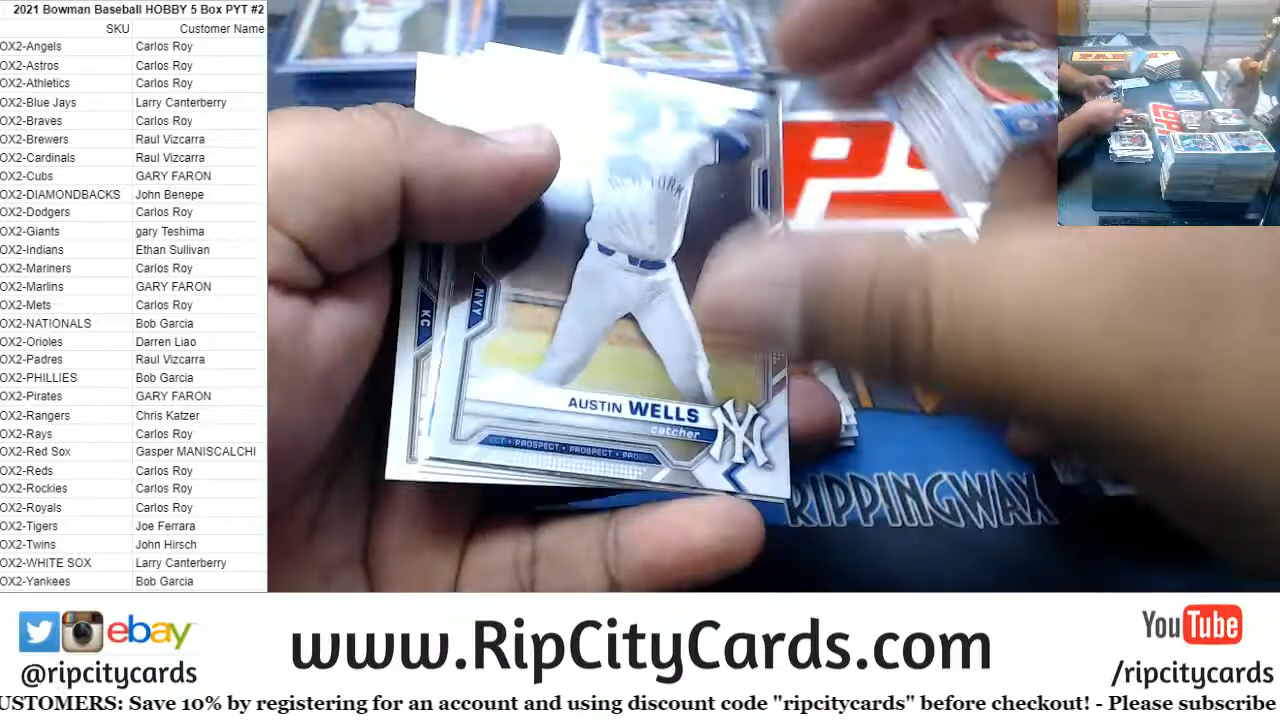 2021 Bowman Baseball HOBBY 5 Box PYT #2
SKU Customer Name
OX2-Angels Carlos Roy
OX2-Astros Carlos Roy
OX2-Athletics Carlos Roy
OX2-Blue Jays Larry Canterberry
OX2-Braves Carlos Roy
OX2-Brewers Raul Vizcarra
OX2-Cardinals Raul Vizcarra
OX2-Cubs GARY FARON
OX2-DIAMONDBACKS John Benepe
OX2-Dodgers Carlos Roy
OX2-Giants gary Teshima
OX2-Indians Ethan Sullivan
OX2-Mariners Carlos Roy
OX2-Marlins GARY FARON
OX2-Mets Carlos Roy
OX2-NATIONALS Bob Garcia
OX2-Orioles Darren Liao
OX2-Padres Raul Vizcarra
OX2-PHILLIES Bob Garcia
OX2-Pirates GARY FARON
OX2-Rangers Chris Katzer
OX2-Rays Carlos Roy
OX2-Red Sox Gasper MANISCALCHI
OX2-Reds Carlos Roy
OX2-Rockies Carlos Roy
OX2-Royals Carlos Roy
OX2-Tigers Joe Ferrara
OX2-Twins John Hirsch
OX2-WHITE SOX Larry Canterberry
OX2-Yankees Bob Garcia
NEW YORK
NYY
KC
AUSTIN WELLS
catcher
PROSPECT • PROSPECT
NY
RIPPINGWAX
ebay
@ripcitycards
www.RipCityCards.com
YouTube
/ripcitycards
USTOMERS: Save 10% by registering for an account and using discount code "ripcitycards" before checkout! - Please subscribe